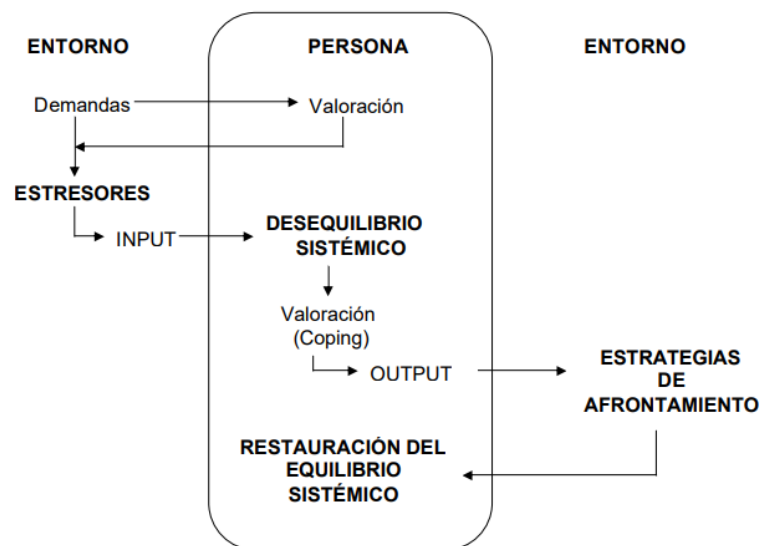 ENTORNO
PERSONA
ENTORNO
Demandas
Valoración
ESTRESORES
INPUT
DESEQUILIBRIO
SISTÉMICO
Valoración
(Coping)
OUTPUT
ESTRATEGIAS
DE
AFRONTAMIENTO
RESTAURACIÓN DEL
EQUILIBRIO
SISTÉMICO